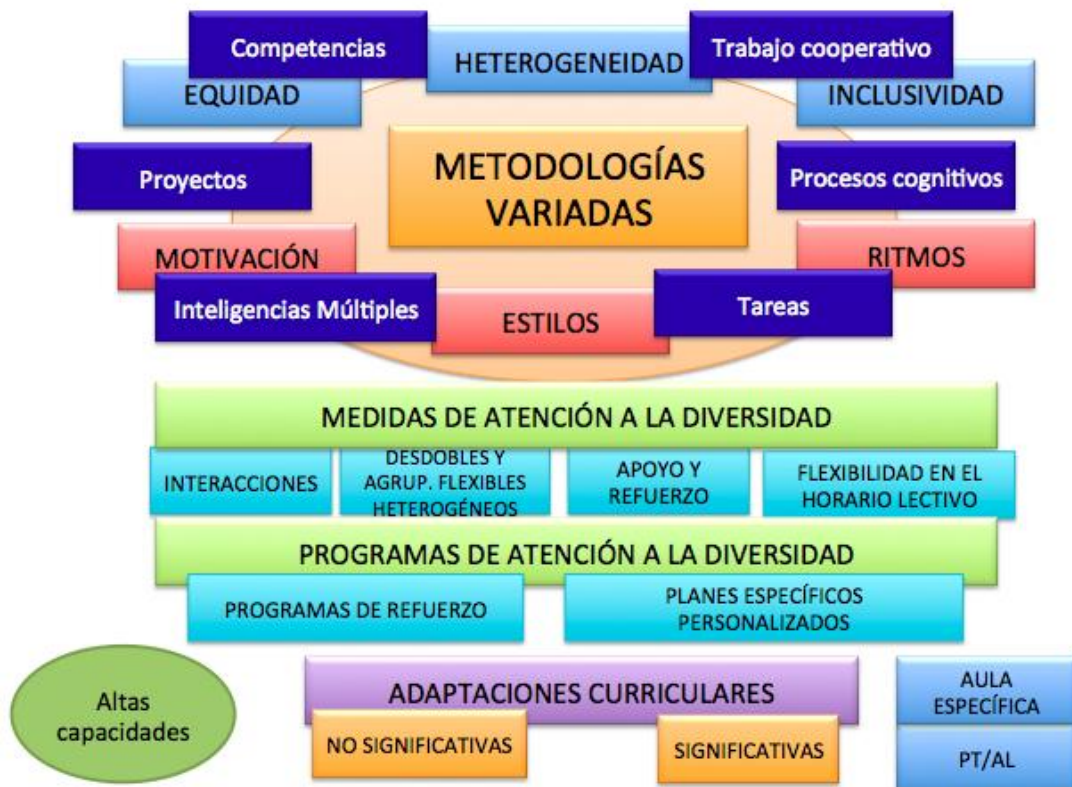 Competencias
HETEROGENEIDAD
Trabajo cooperativo
EQUIDAD
INCLUSIVIDAD
METODOLOGÍAS
VARIADAS
Proyectos
Procesos cognitivos
MOTIVACIÓN
RITMOS
Inteligencias Múltiples
ESTILOS
Tareas
MEDIDAS DE ATENCIÓN A LA DIVERSIDAD
INTERACCIONES
DESDOBLES Y
AGRUP. FLEXIBLES
HETEROGÉNEOS
APOYO Y
REFUERZO
FLEXIBILIDAD EN EL
HORARIO LECTIVO
PROGRAMAS DE ATENCIÓN A LA DIVERSIDAD
PROGRAMAS DE REFUERZO
PLANES ESPECÍFICOS
PERSONALIZADOS
Altas
capacidades
ADAPTACIONES CURRICULARES
NO SIGNIFICATIVAS
SIGNIFICATIVAS
AULA
ESPECÍFICA
PT/AL